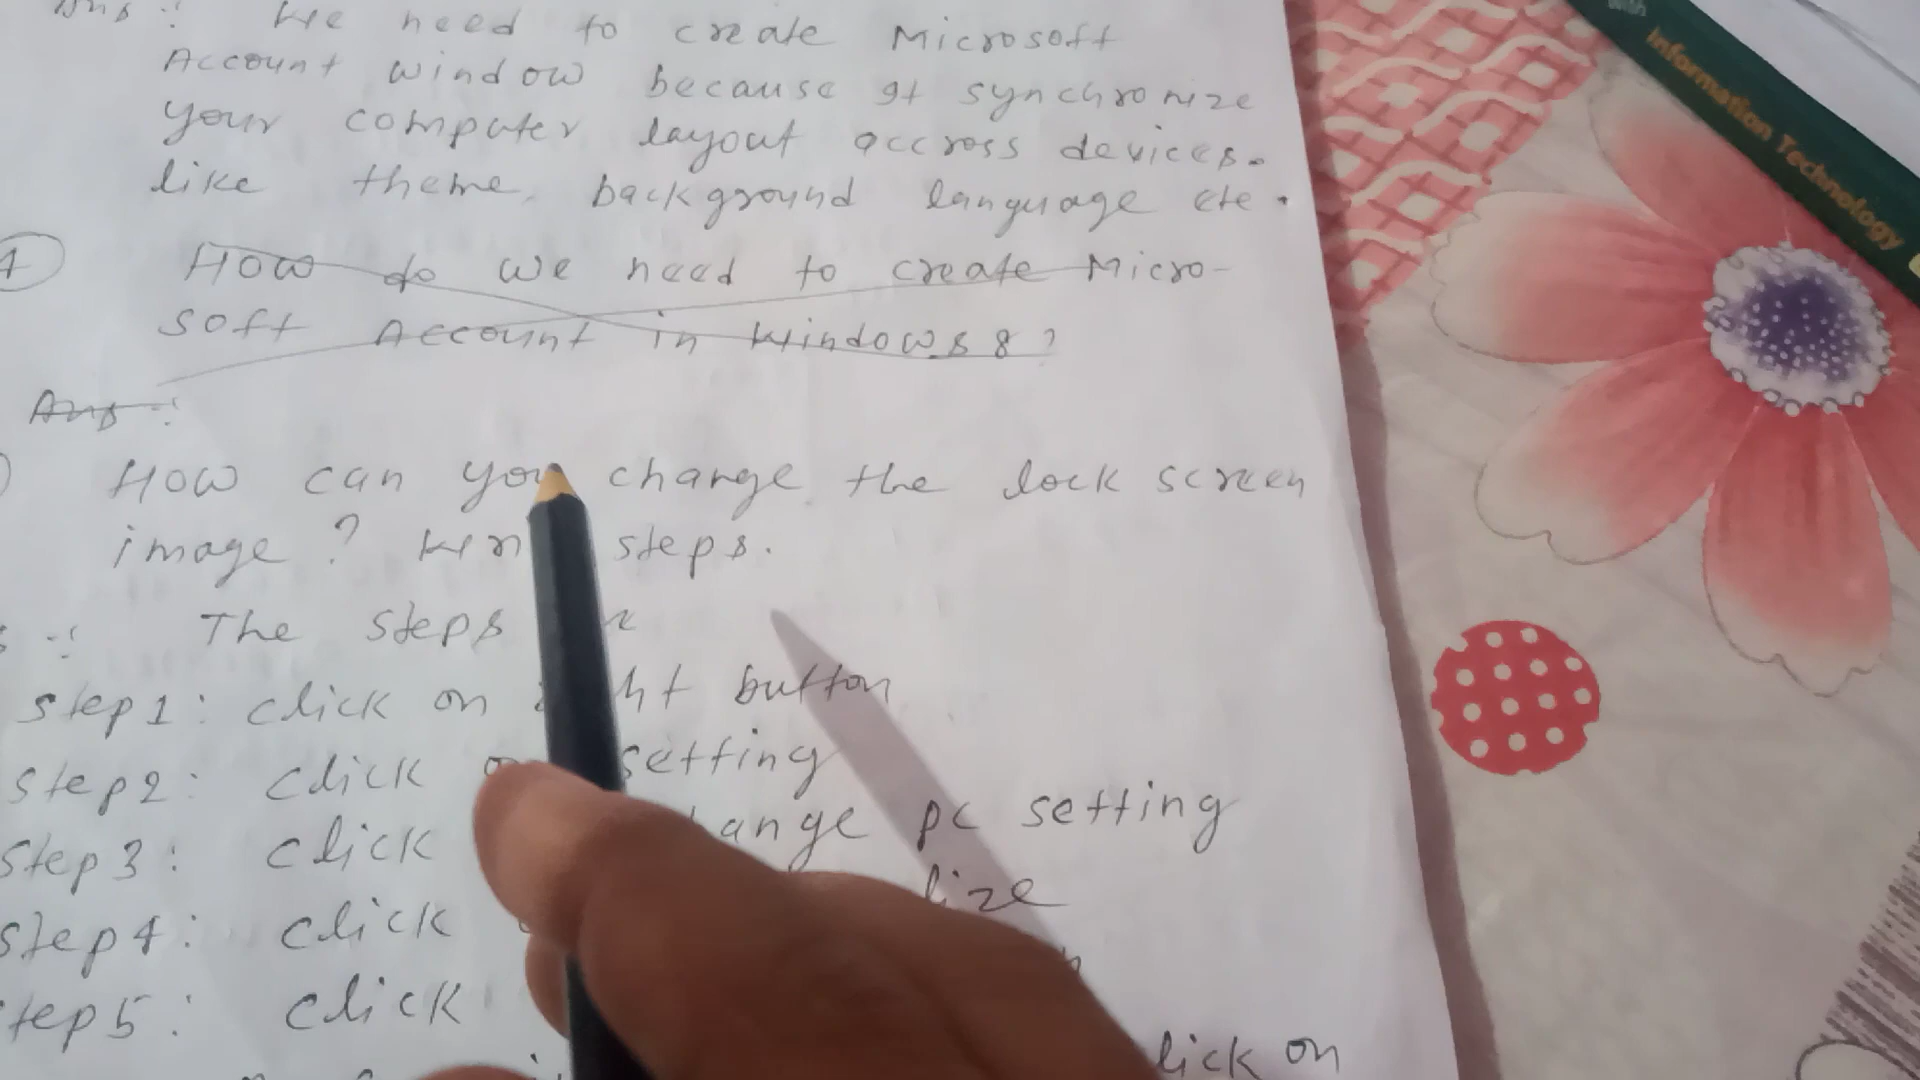 Ans :
We need to create Microsoft
Account window because It synchronize
your computer layout accross devices.
like theme, background language etc.
How do we need to create Micro-
soft Account in Windows 8?
Ans :
How can you change the lock screen
image? steps.
The steps
step1: click on button
step2: click setting
step3: click pc setting
step4: click
step5: click
click on
with
Information Technology